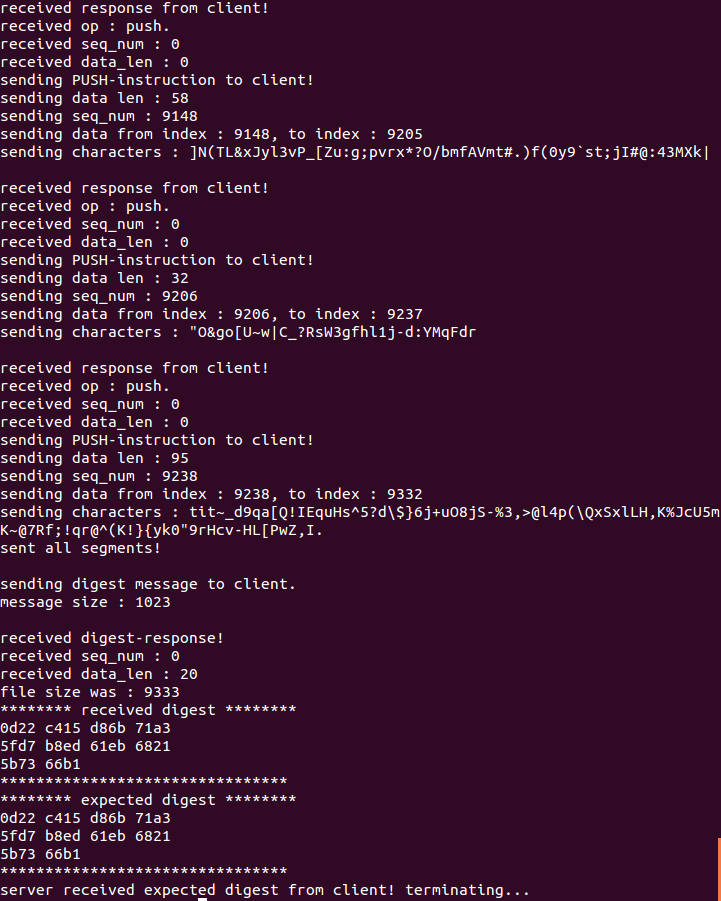 received response from client!
received op : push.
received seq_num : 0
received data_len : 0
sending PUSH-instruction to client!
sending data len : 58
sending seq_num : 9148
sending data from index : 9148, to index : 9205
sending characters : ]N(TL&xJyl3vP_[Zu:g;pvrx*?O/bmfAVmt#.)f(0y9`st;jI#@:43MXk|
received response from client!
received op : push.
received seq_num : 0
received data_len : 0
sending PUSH-instruction to client!
sending data len : 32
sending seq_num : 9206
sending data from index : 9206, to index : 9237
sending characters : "O&go[U~w|C_?RsW3gfhl1j-d:YMqFdr
received response from client!
received op : push.
received seq_num : 0
received data_len : 0
sending PUSH-instruction to client!
sending data len : 95
sending seq_num : 9238
sending data from index : 9238, to index : 9332
sending characters : tit~_d9qa[Q!IEquHs^5?d\$}6j+uO8jS-%3,>@l4p(\QxSxlLH,K%JcU5m
K~@7Rf;!qr@^(K!}{yk0"9rHcv-HL[PwZ,I.
sent all segments!
sending digest message to client.
message size : 1023
received digest-response!
received seq_num : 0
received data_len : 20
file size was : 9333
******** received digest ********
0d22 c415 d86b 71a3
5fd7 b8ed 61eb 6821
5b73 66b1
********************************
******** expected digest ********
0d22 c415 d86b 71a3
5fd7 b8ed 61eb 6821
5b73 66b1
********************************
server received expected digest from client! terminating...